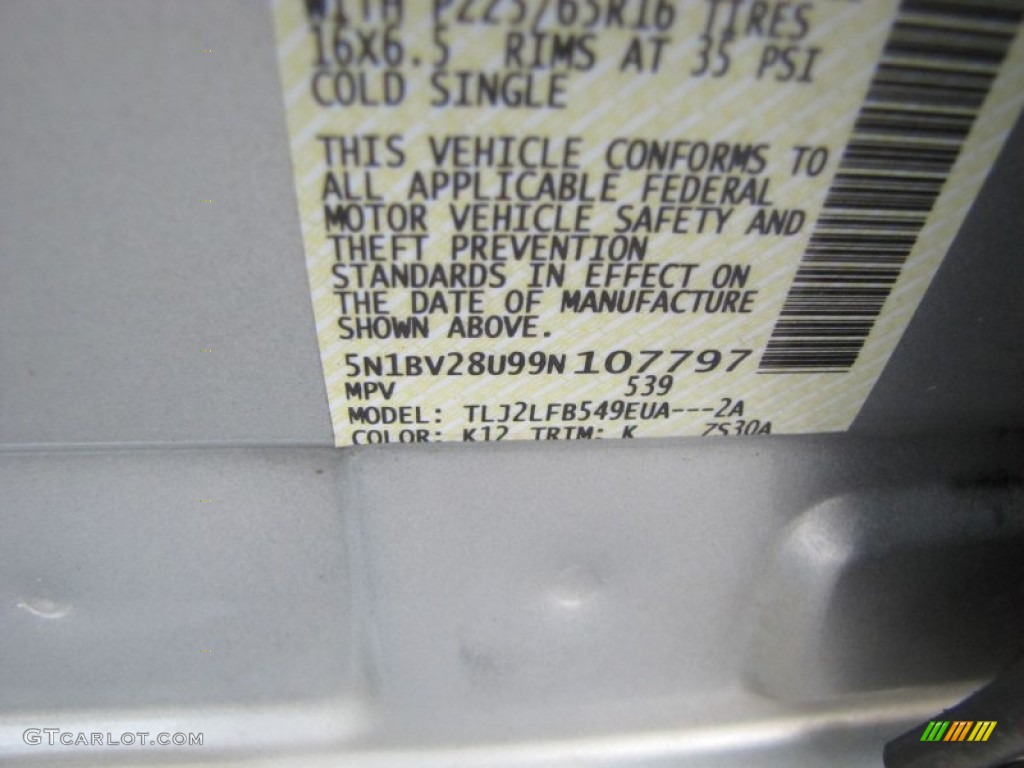 WITH P225/65R16 TIRES
16X6.5 RIMS AT 35 PSI
COLD SINGLE
THIS VEHICLE CONFORMS TO
ALL APPLICABLE FEDERAL
MOTOR VEHICLE SAFETY AND
THEFT PREVENTION
STANDARDS IN EFFECT ON
THE DATE OF MANUFACTURE
SHOWN ABOVE.
5N1BV28U99N107797
MPV 539
MODEL: TLJ2LFB549EUA---2A
COLOR: K12 TRIM: K 7S30A
GTCARLOT.COM